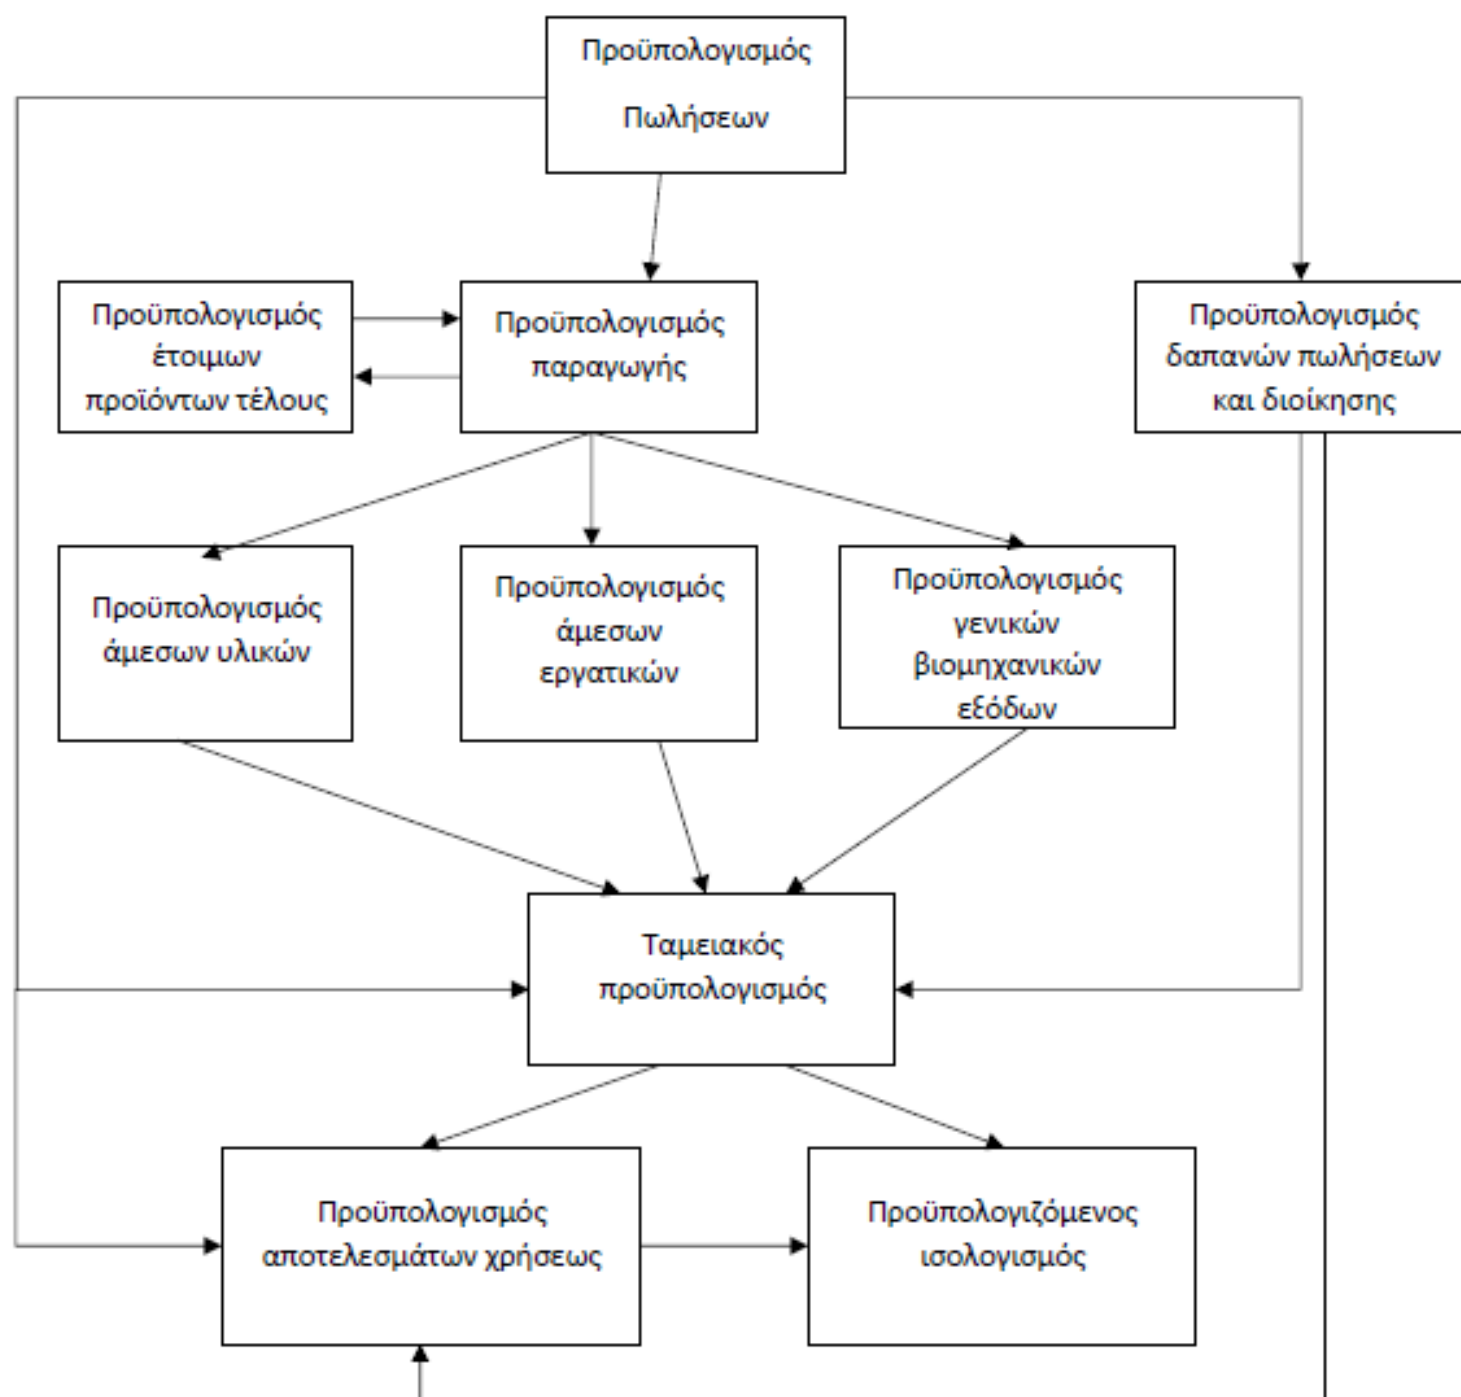 Προϋπολογισμός
Πωλήσεων
Προϋπολογισμός
έτοιμων
προϊόντων τέλους
Προϋπολογισμός
παραγωγής
Προϋπολογισμός
δαπανών πωλήσεων
και διοίκησης
Προϋπολογισμός
άμεσων υλικών
Προϋπολογισμός
άμεσων
εργατικών
Προϋπολογισμός
γενικών
βιομηχανικών
εξόδων
Ταμειακός
προϋπολογισμός
Προϋπολογισμός
αποτελεσμάτων χρήσεως
Προϋπολογιζόμενος
ισολογισμός